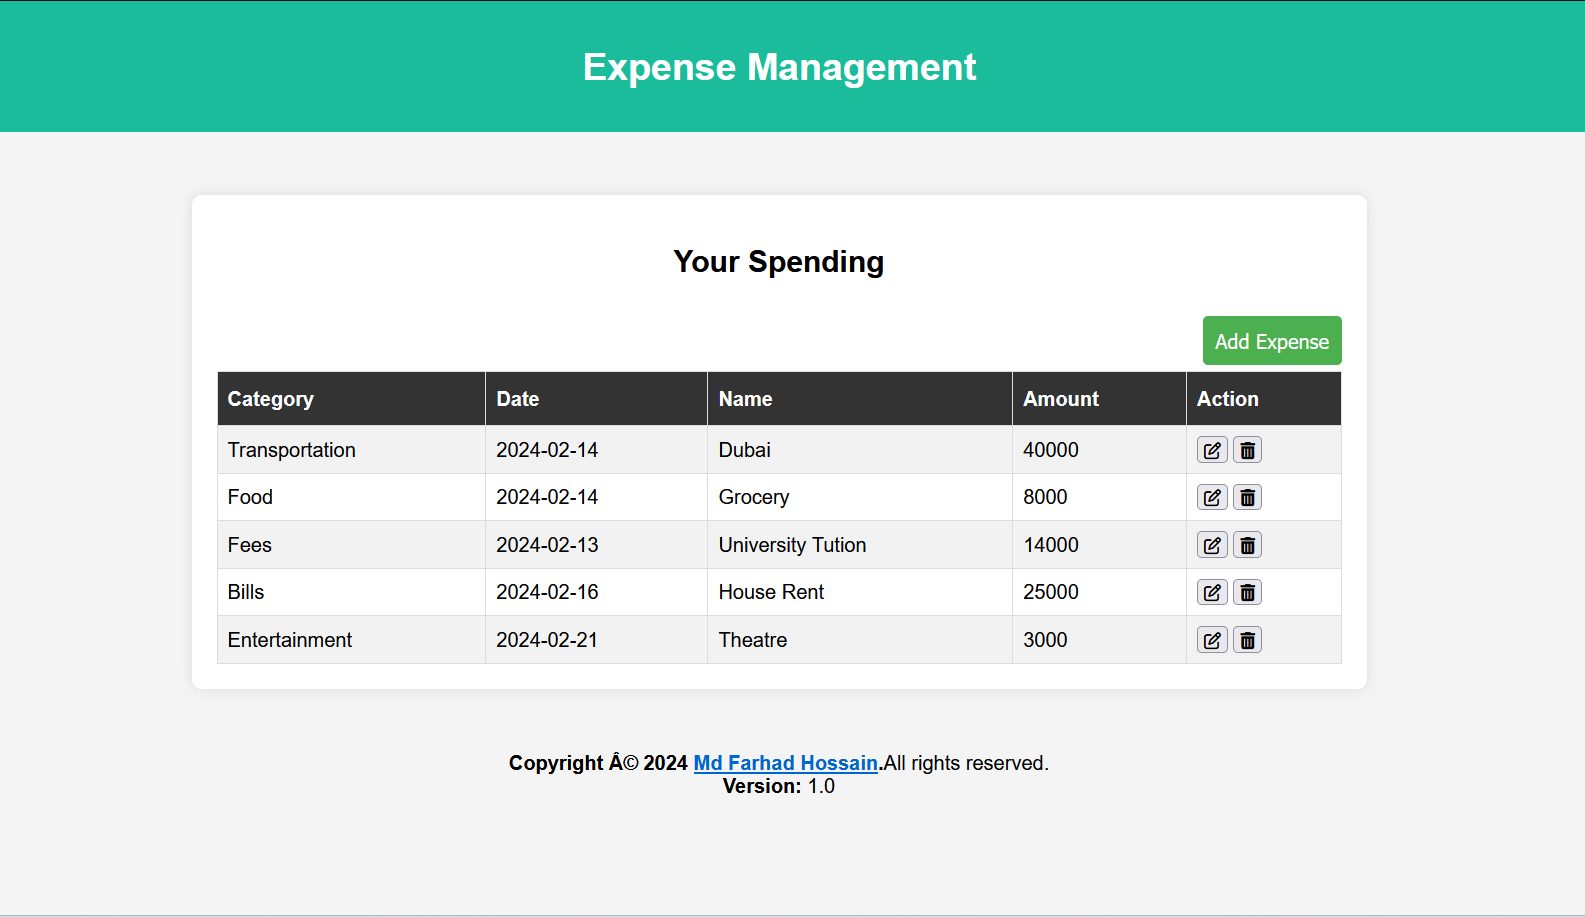 Expense Management
Your Spending
Add Expense
Category Date Name Amount Action
Transportation 2024-02-14 Dubai 40000
Food 2024-02-14 Grocery 8000
Fees 2024-02-13 University Tution 14000
Bills 2024-02-16 House Rent 25000
Entertainment 2024-02-21 Theatre 3000
Copyright Â© 2024 Md Farhad Hossain.All rights reserved.
Version: 1.0